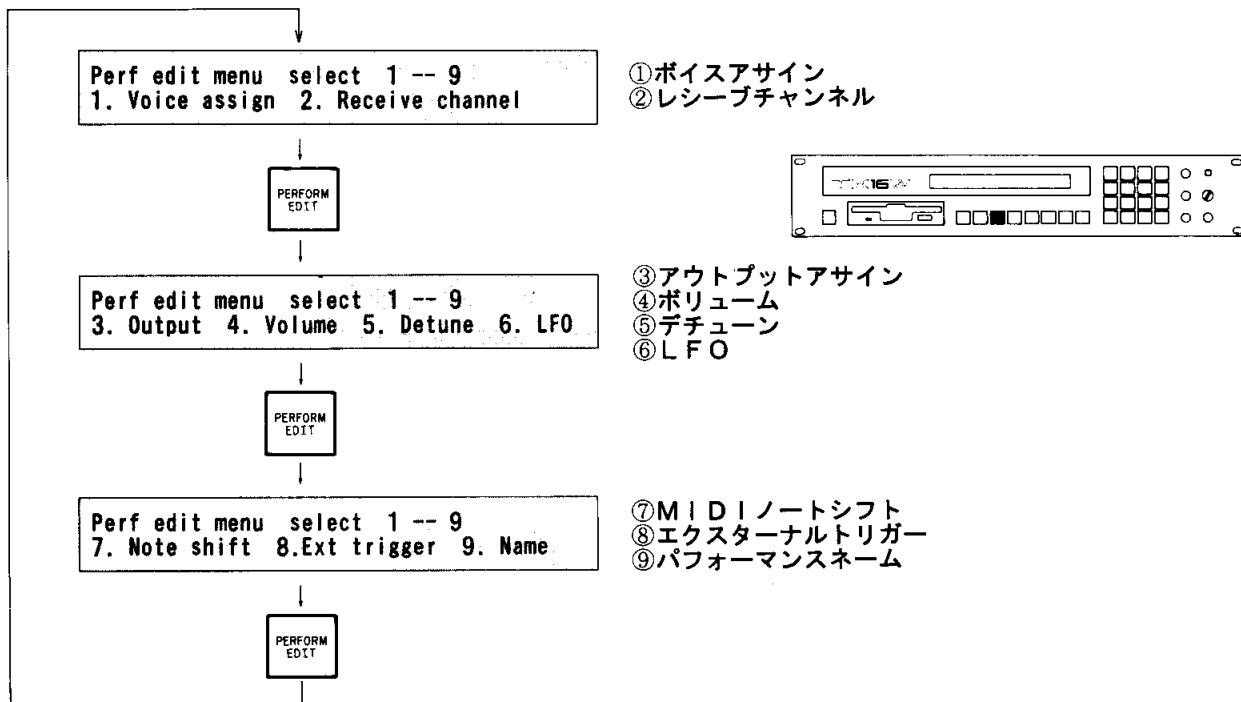 Perf edit menu select 1 -- 9
1. Voice assign 2. Receive channel
①ボイスアサイン
②レシーブチャンネル
PERFORM
EDIT
TX16W
Perf edit menu select 1 -- 9
3. Output 4. Volume 5. Detune 6. LFO
③アウトプットアサイン
④ボリューム
⑤デチューン
⑥LFO
PERFORM
EDIT
Perf edit menu select 1 -- 9
7. Note shift 8.Ext trigger 9. Name
⑦MIDIノートシフト
⑧エクスターナルトリガー
⑨パフォーマンスネーム
PERFORM
EDIT